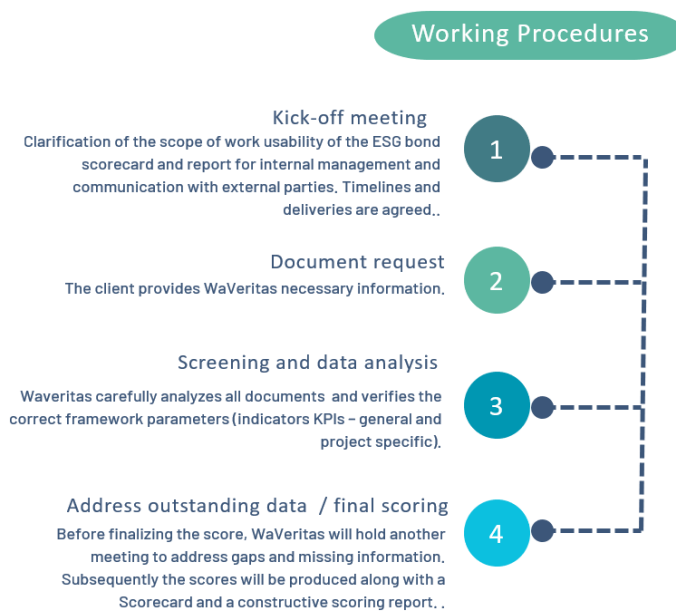 Working Procedures
Kick-off meeting
Clarification of the scope of work usability of the ESG bond
scorecard and report for internal management and
communication with external parties. Timelines and
deliveries are agreed..
1
Document request
The client provides WaVeritas necessary information.
2
Screening and data analysis
Waveritas carefully analyzes all documents and verifies the
correct framework parameters (indicators KPIs – general and
project specific).
3
Address outstanding data / final scoring
Before finalizing the score, WaVeritas will hold another
meeting to address gaps and missing information.
Subsequently the scores will be produced along with a
Scorecard and a constructive scoring report. .
4